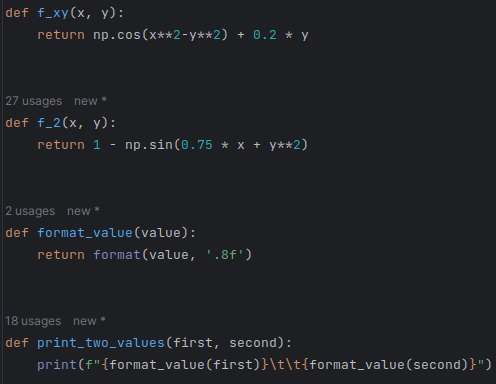 def f_xy(x, y):
    return np.cos(x**2-y**2) + 0.2 * y
27 usages   new *
def f_2(x, y):
    return 1 - np.sin(0.75 * x + y**2)
2 usages   new *
def format_value(value):
    return format(value, '.8f')
18 usages   new *
def print_two_values(first, second):
    print(f"{format_value(first)}\t\t{format_value(second)}")